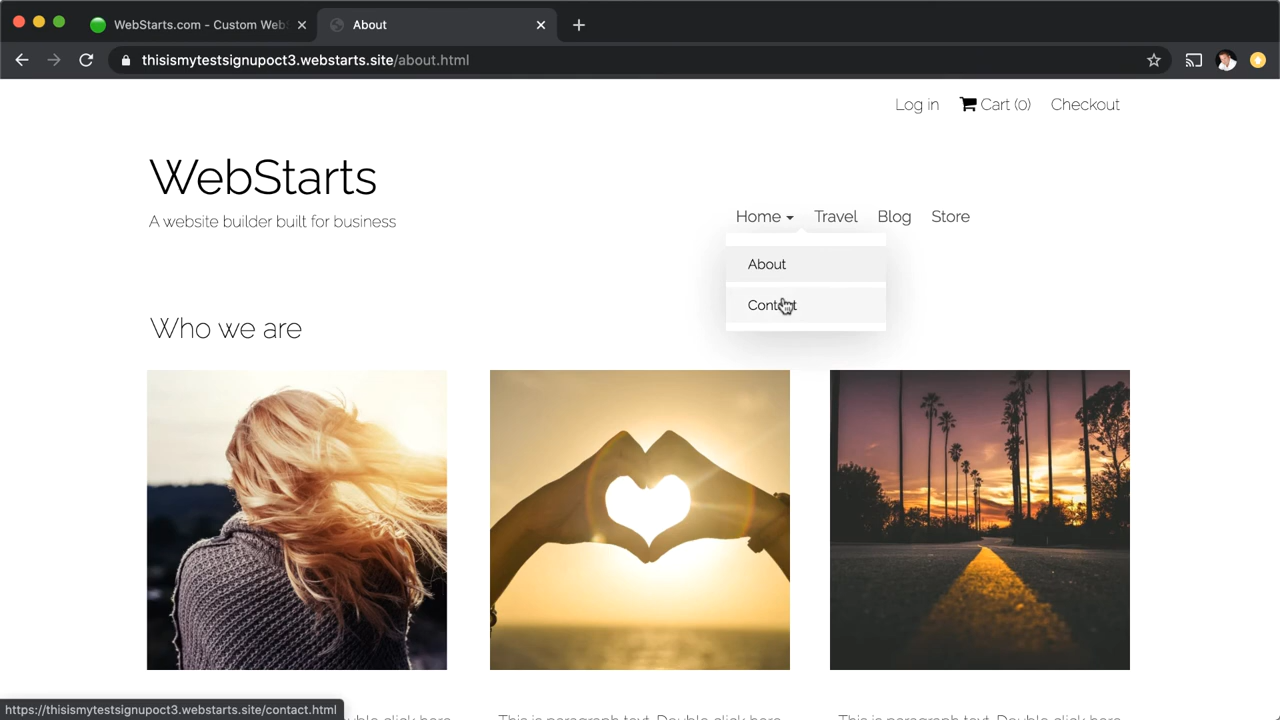 WebStarts.com - Custom Web
About
thisismytestsignupoct3.webstarts.site/about.html
Log in
Cart (0)
Checkout
WebStarts
A website builder built for business
Home
Travel
Blog
Store
About
Contact
Who we are
https://thisismytestsignupoct3.webstarts.site/contact.html
This is paragraph text. Double click here
This is paragraph text. Double click here